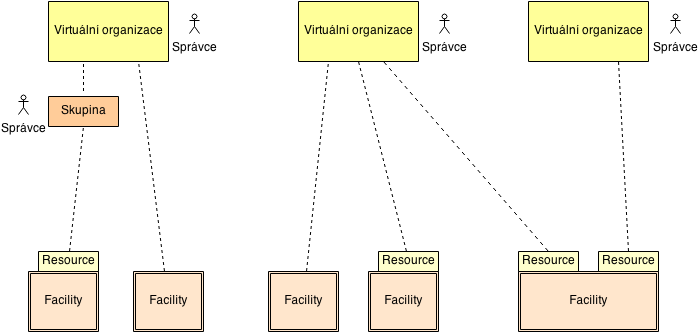 Virtuální organizace
Správce
Virtuální organizace
Správce
Virtuální organizace
Správce
Skupina
Správce
Resource
Resource
Resource
Resource
Facility
Facility
Facility
Facility
Facility